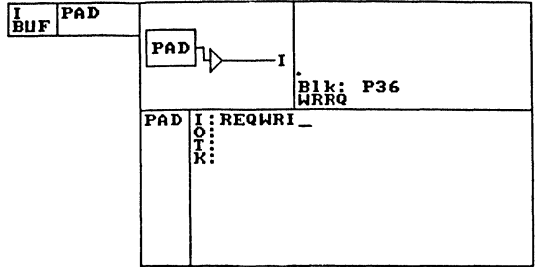 I PAD
BUF
PAD
I
Blk: P36
WRRQ
PAD I:REQWRI_
O:
T:
K: